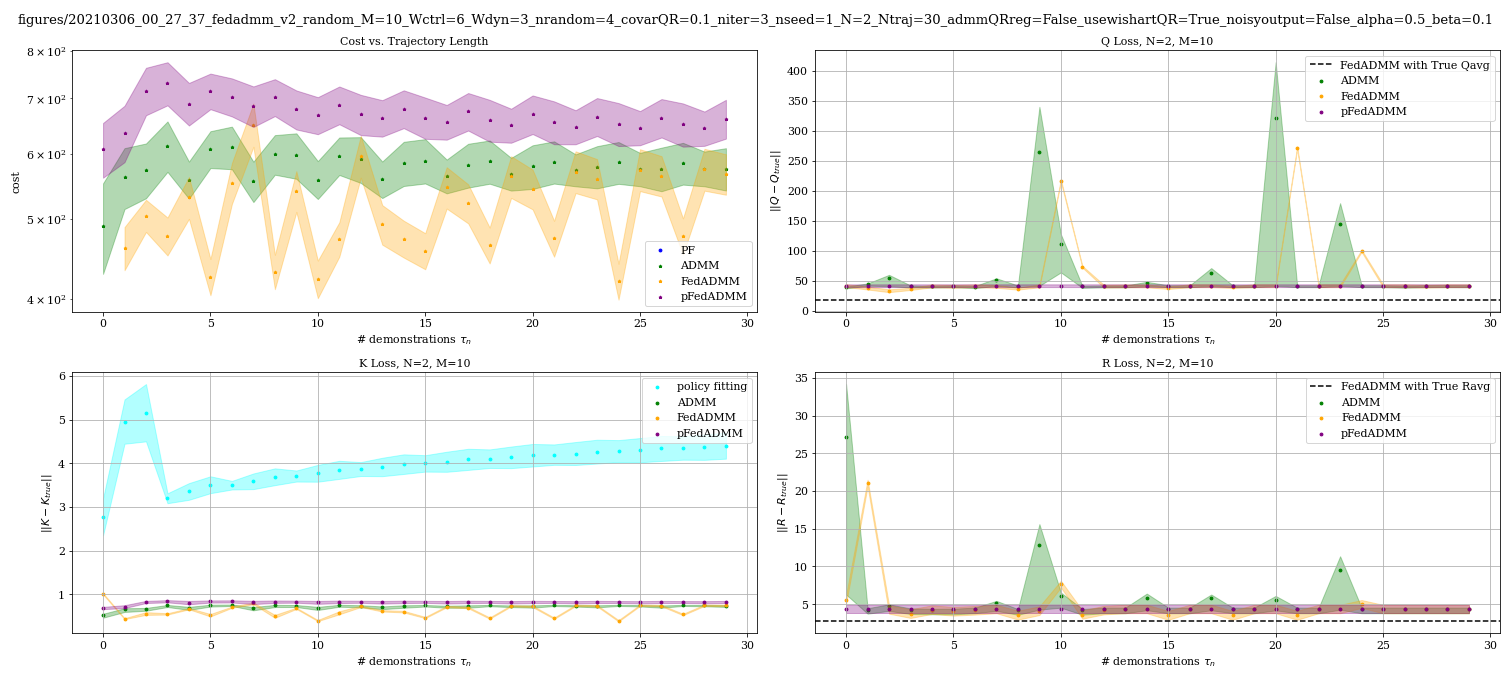 figures/20210306_00_27_37_fedadmm_v2_random_M=10_Wctrl=6_Wdyn=3_nrandom=4_covarQR=0.1_niter=3_nseed=1_N=2_Ntraj=30_admmQRreg=False_usewishartQR=True_noisyoutput=False_alpha=0.5_beta=0.1
Cost vs. Trajectory Length
8 × 10²
7 × 10²
6 × 10²
5 × 10²
4 × 10²
cost
PF
ADMM
FedADMM
pFedADMM
0 5 10 15 20 25 30
# demonstrations τₙ
Q Loss, N=2, M=10
400
350
300
250
200
150
100
50
0
||Q − Q_true||
FedADMM with True Qavg
ADMM
FedADMM
pFedADMM
0 5 10 15 20 25 30
# demonstrations τₙ
K Loss, N=2, M=10
6
5
4
3
2
1
||K − K_true||
policy fitting
ADMM
FedADMM
pFedADMM
0 5 10 15 20 25 30
# demonstrations τₙ
R Loss, N=2, M=10
35
30
25
20
15
10
5
||R − R_true||
FedADMM with True Ravg
ADMM
FedADMM
pFedADMM
0 5 10 15 20 25 30
# demonstrations τₙ